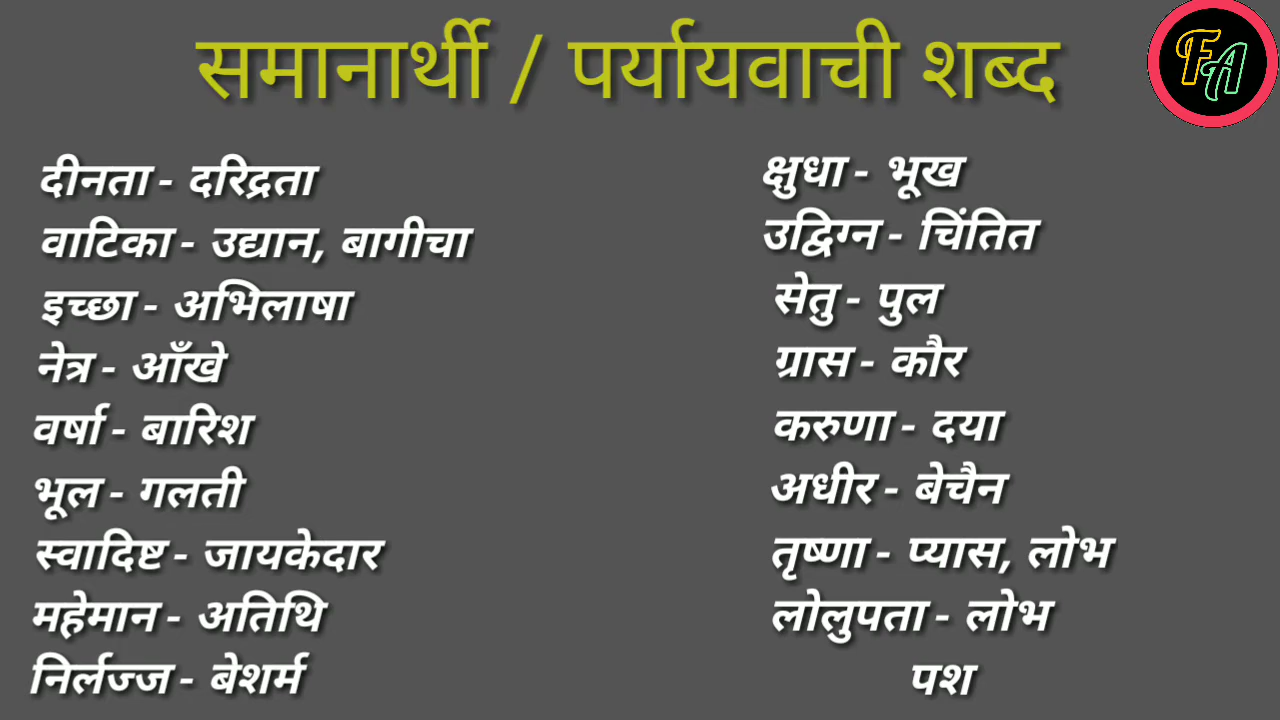 समानार्थी / पर्यायवाची शब्द
FA
दीनता - दरिद्रता
वाटिका - उद्यान, बागीचा
इच्छा - अभिलाषा
नेत्र - आँखे
वर्षा - बारिश
भूल - गलती
स्वादिष्ट - जायकेदार
महेमान - अतिथि
निर्लज्ज - बेशर्म
क्षुधा - भूख
उद्विग्न - चिंतित
सेतु - पुल
ग्रास - कौर
करुणा - दया
अधीर - बेचैन
तृष्णा - प्यास, लोभ
लोलुपता - लोभ
पश